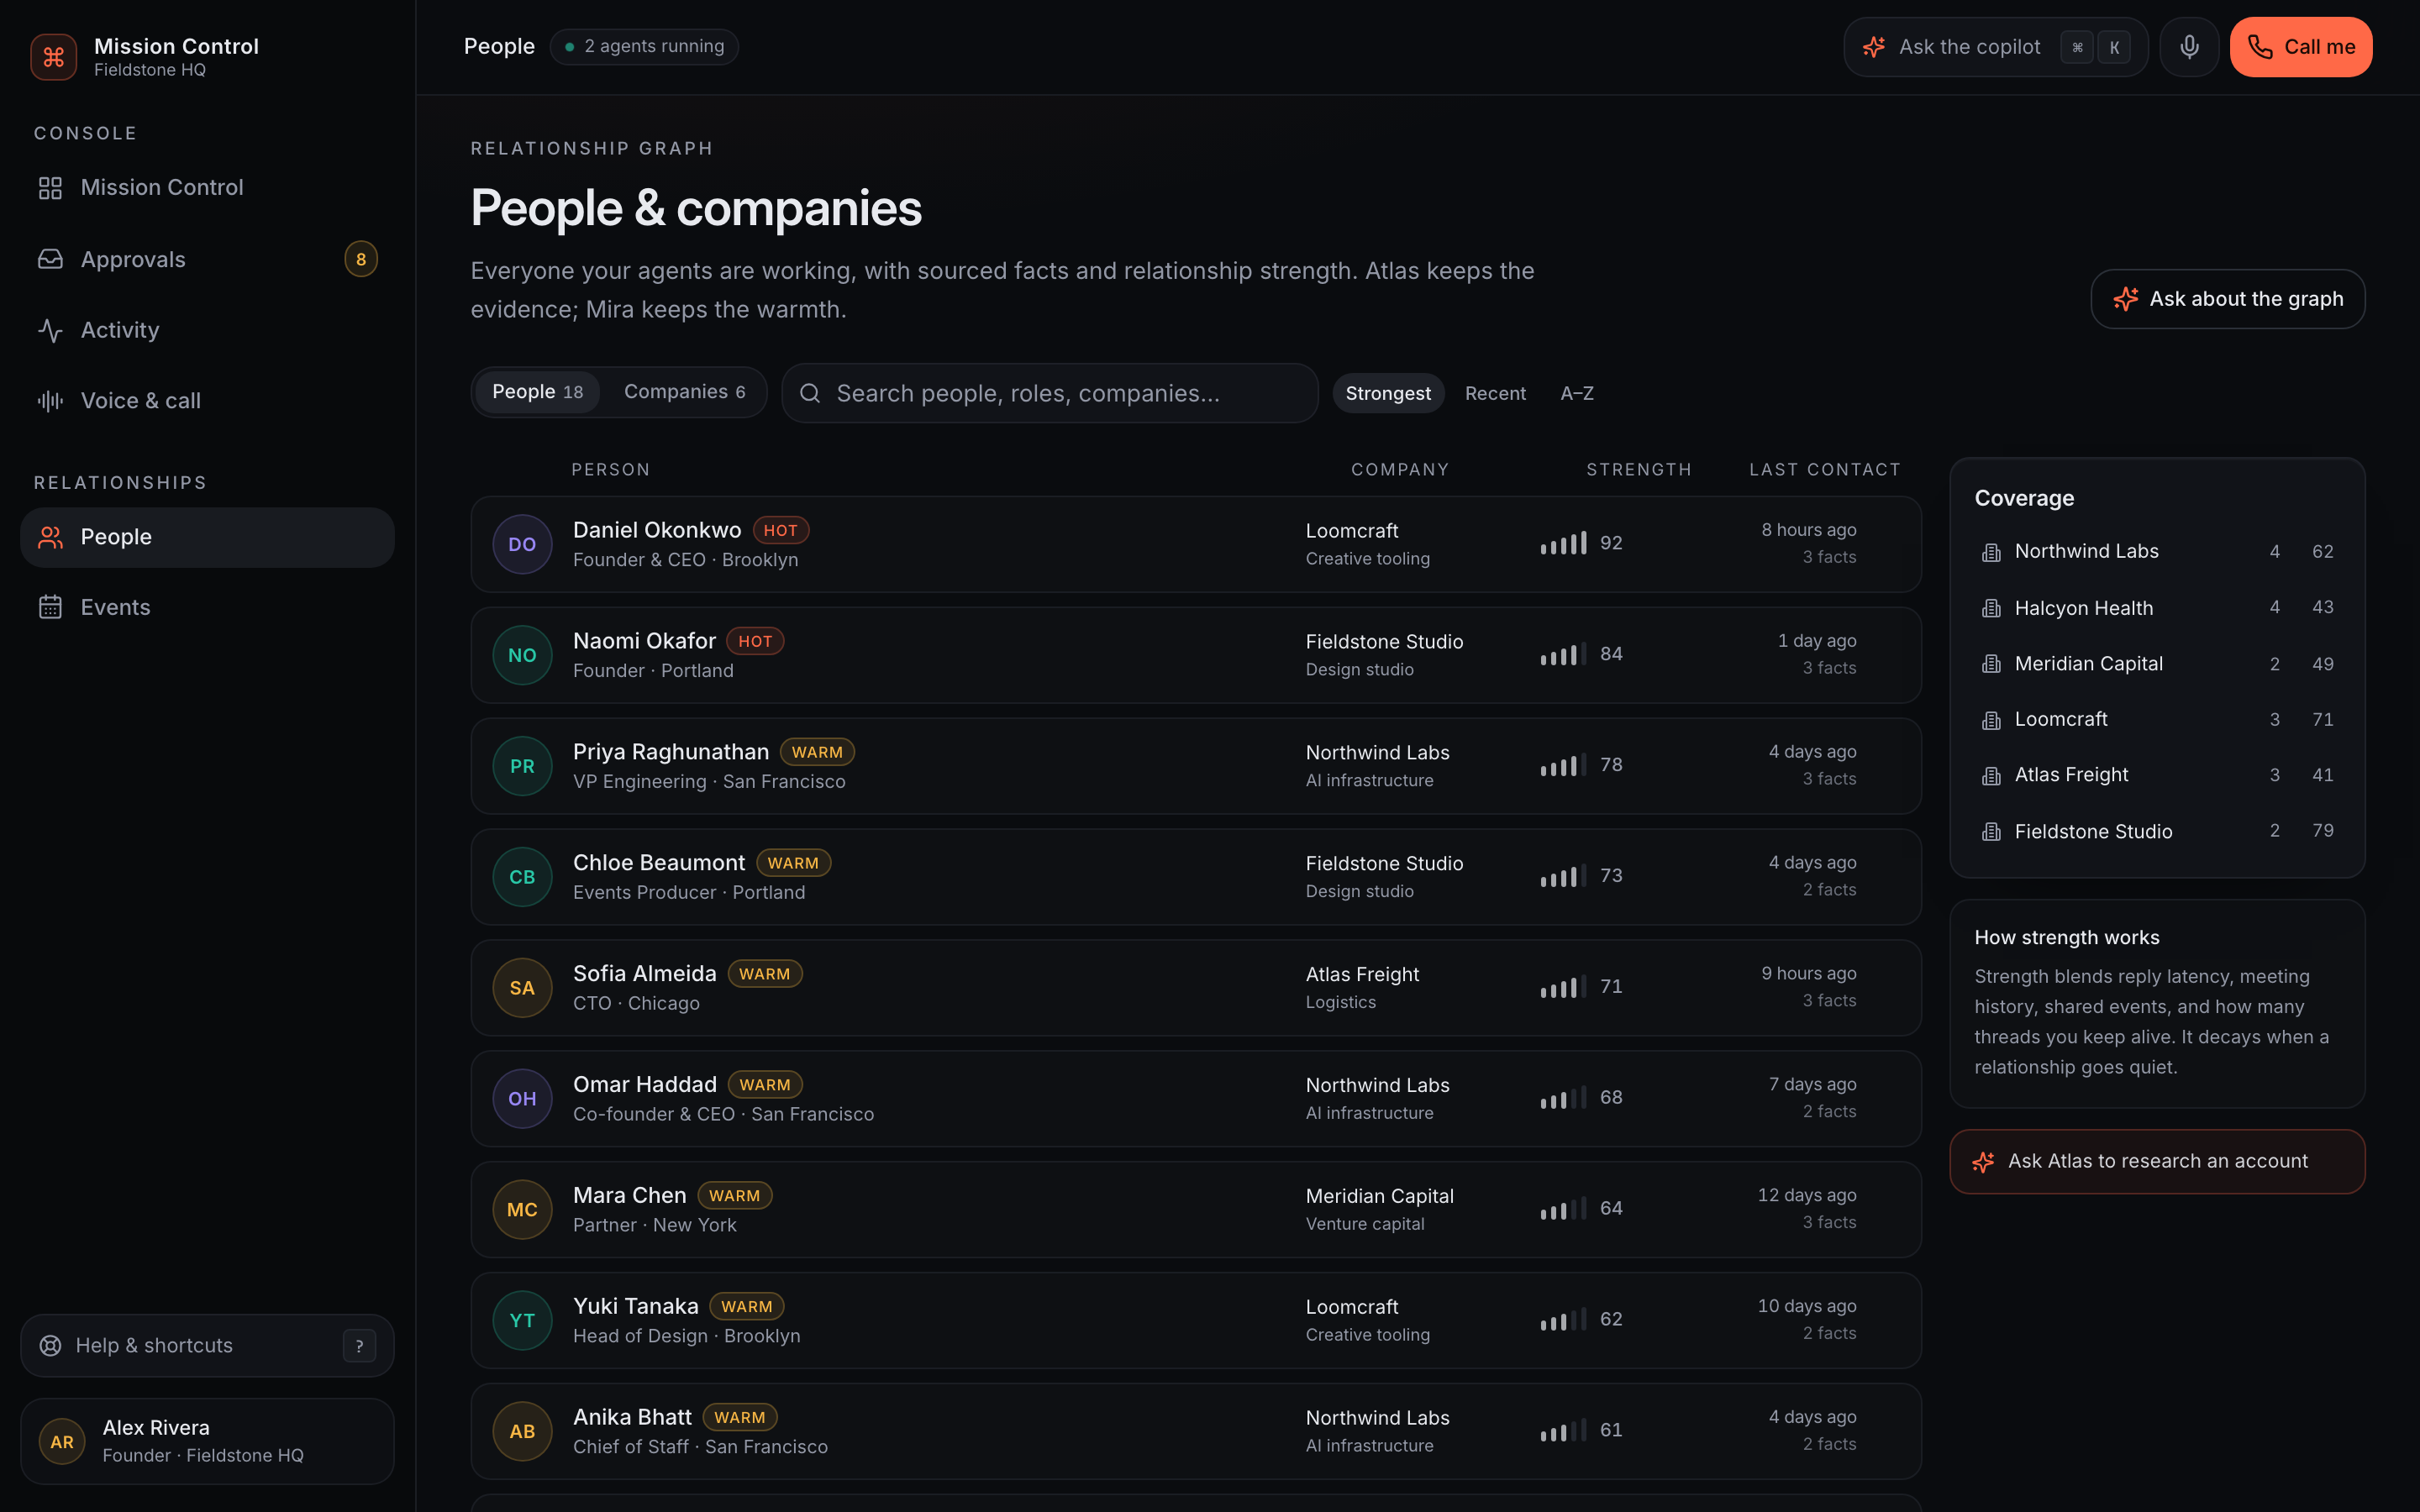 Mission Control
Fieldstone HQ
CONSOLE
Mission Control
Approvals 8
Activity
Voice & call
RELATIONSHIPS
People
Events
Help & shortcuts ?
AR
Alex Rivera
Founder · Fieldstone HQ
People
2 agents running
Ask the copilot ⌘ K
Call me
RELATIONSHIP GRAPH
People & companies
Everyone your agents are working, with sourced facts and relationship strength. Atlas keeps the
evidence; Mira keeps the warmth.
Ask about the graph
People 18
Companies 6
Search people, roles, companies...
Strongest
Recent
A–Z
PERSON COMPANY STRENGTH LAST CONTACT
DO
Daniel Okonkwo HOT
Founder & CEO · Brooklyn
Loomcraft
Creative tooling
92
8 hours ago
3 facts
NO
Naomi Okafor HOT
Founder · Portland
Fieldstone Studio
Design studio
84
1 day ago
3 facts
PR
Priya Raghunathan WARM
VP Engineering · San Francisco
Northwind Labs
AI infrastructure
78
4 days ago
3 facts
CB
Chloe Beaumont WARM
Events Producer · Portland
Fieldstone Studio
Design studio
73
4 days ago
2 facts
SA
Sofia Almeida WARM
CTO · Chicago
Atlas Freight
Logistics
71
9 hours ago
3 facts
OH
Omar Haddad WARM
Co-founder & CEO · San Francisco
Northwind Labs
AI infrastructure
68
7 days ago
2 facts
MC
Mara Chen WARM
Partner · New York
Meridian Capital
Venture capital
64
12 days ago
3 facts
YT
Yuki Tanaka WARM
Head of Design · Brooklyn
Loomcraft
Creative tooling
62
10 days ago
2 facts
AB
Anika Bhatt WARM
Chief of Staff · San Francisco
Northwind Labs
AI infrastructure
61
4 days ago
2 facts
Coverage
Northwind Labs 4 62
Halcyon Health 4 43
Meridian Capital 2 49
Loomcraft 3 71
Atlas Freight 3 41
Fieldstone Studio 2 79
How strength works
Strength blends reply latency, meeting
history, shared events, and how many
threads you keep alive. It decays when a
relationship goes quiet.
Ask Atlas to research an account